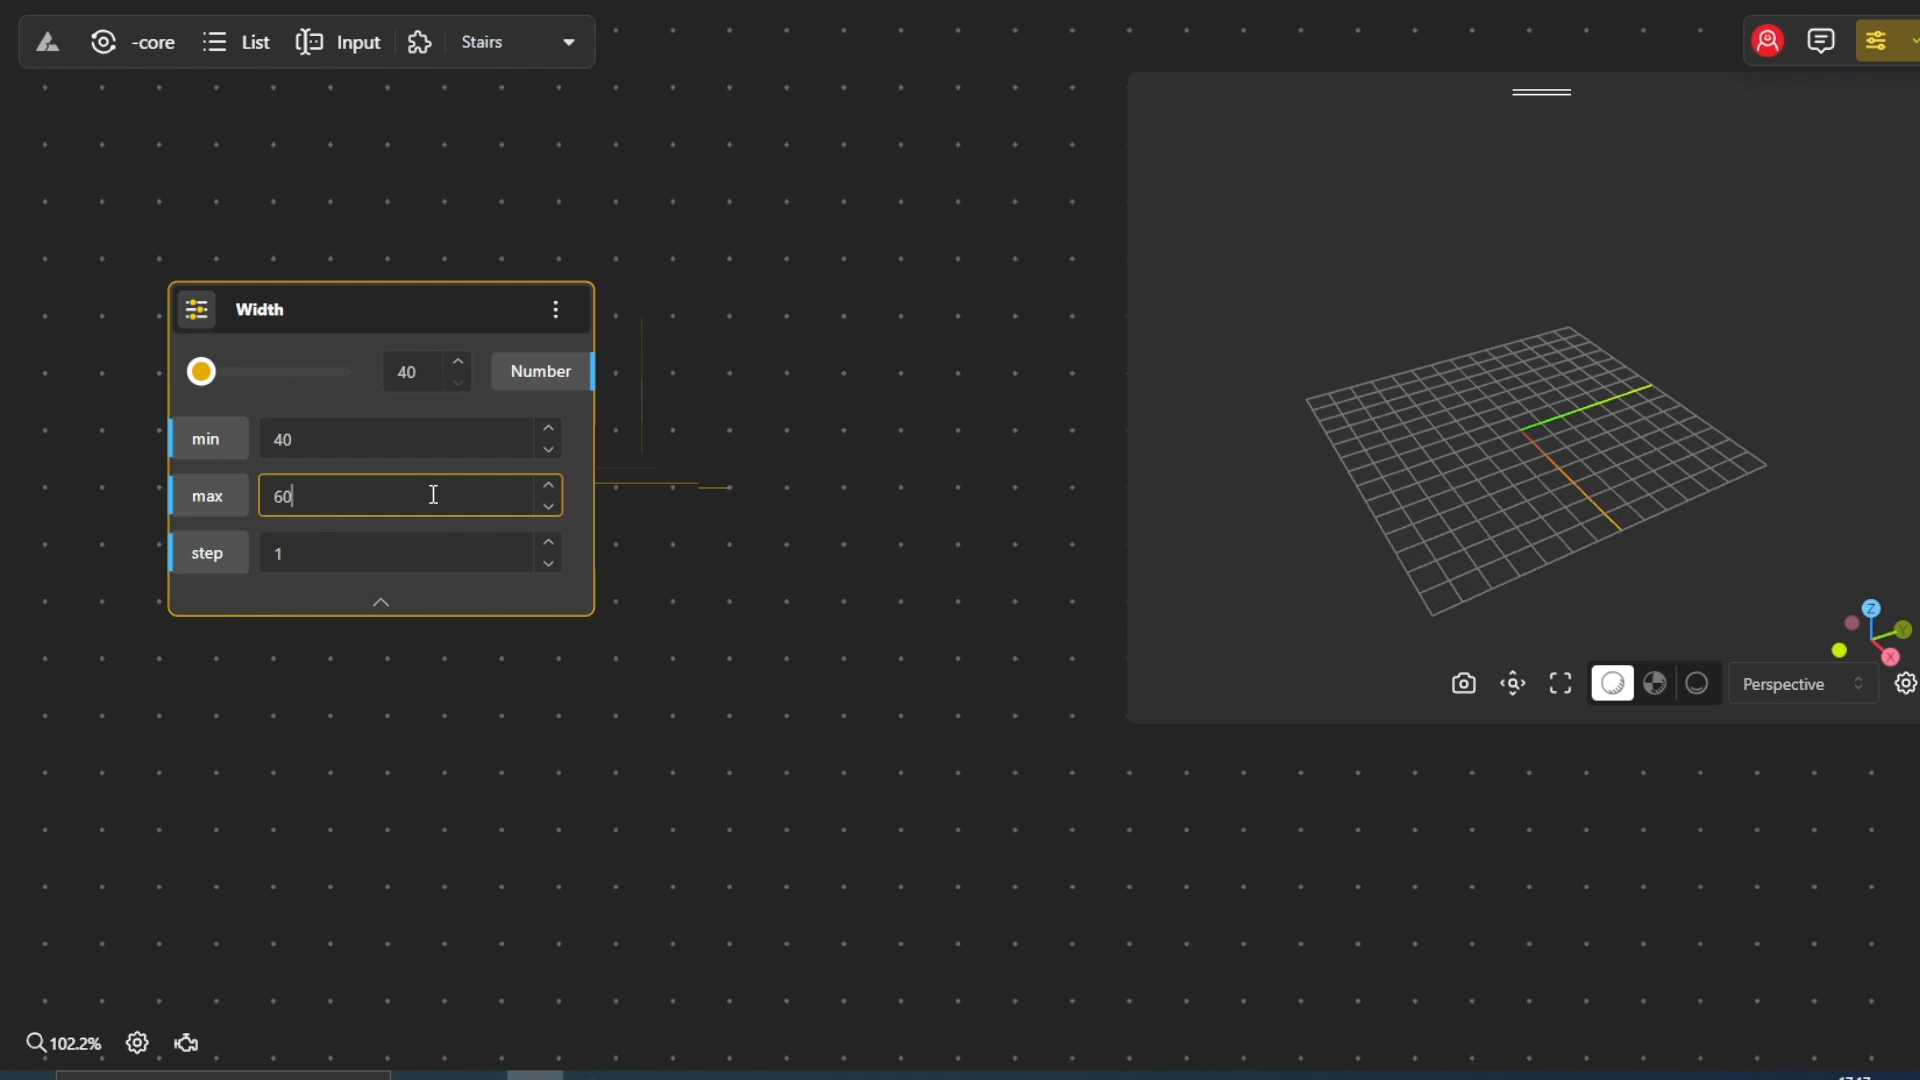 -core List Input Stairs
Width
40 Number
min 40
max 60
step 1
Z
Y
X
Perspective
102.2%